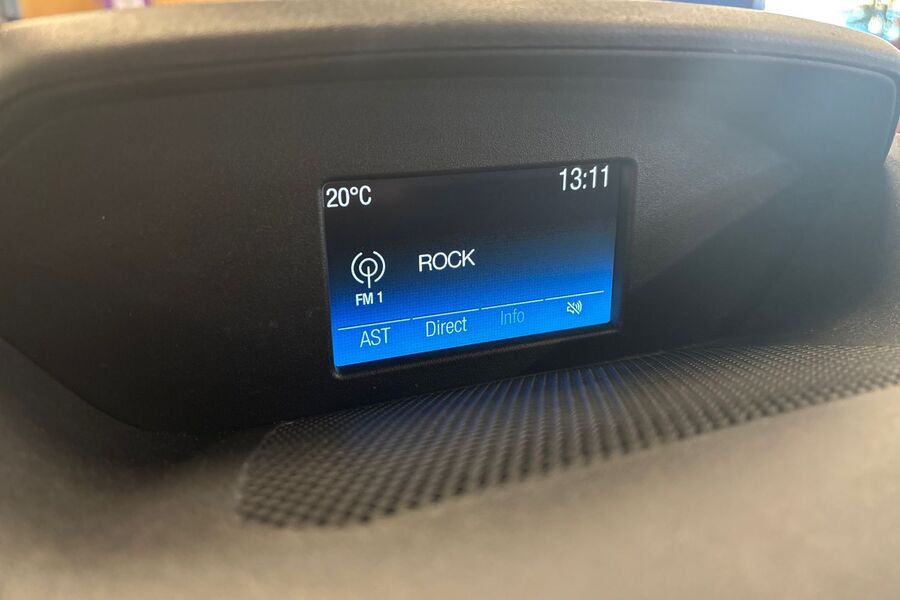 20°C 13:11
ROCK
FM 1
AST Direct Info